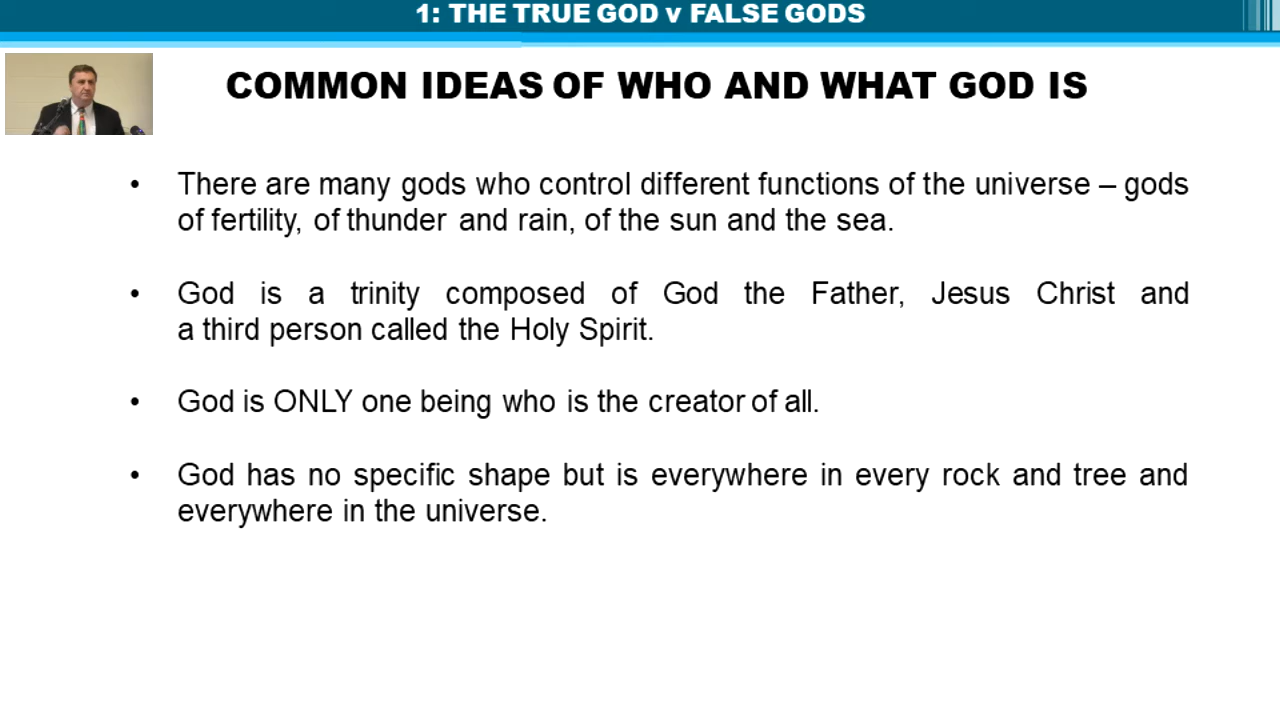 1: THE TRUE GOD v FALSE GODS
COMMON IDEAS OF WHO AND WHAT GOD IS
• There are many gods who control different functions of the universe – gods
of fertility, of thunder and rain, of the sun and the sea.
• God is a trinity composed of God the Father, Jesus Christ and
a third person called the Holy Spirit.
• God is ONLY one being who is the creator of all.
• God has no specific shape but is everywhere in every rock and tree and
everywhere in the universe.